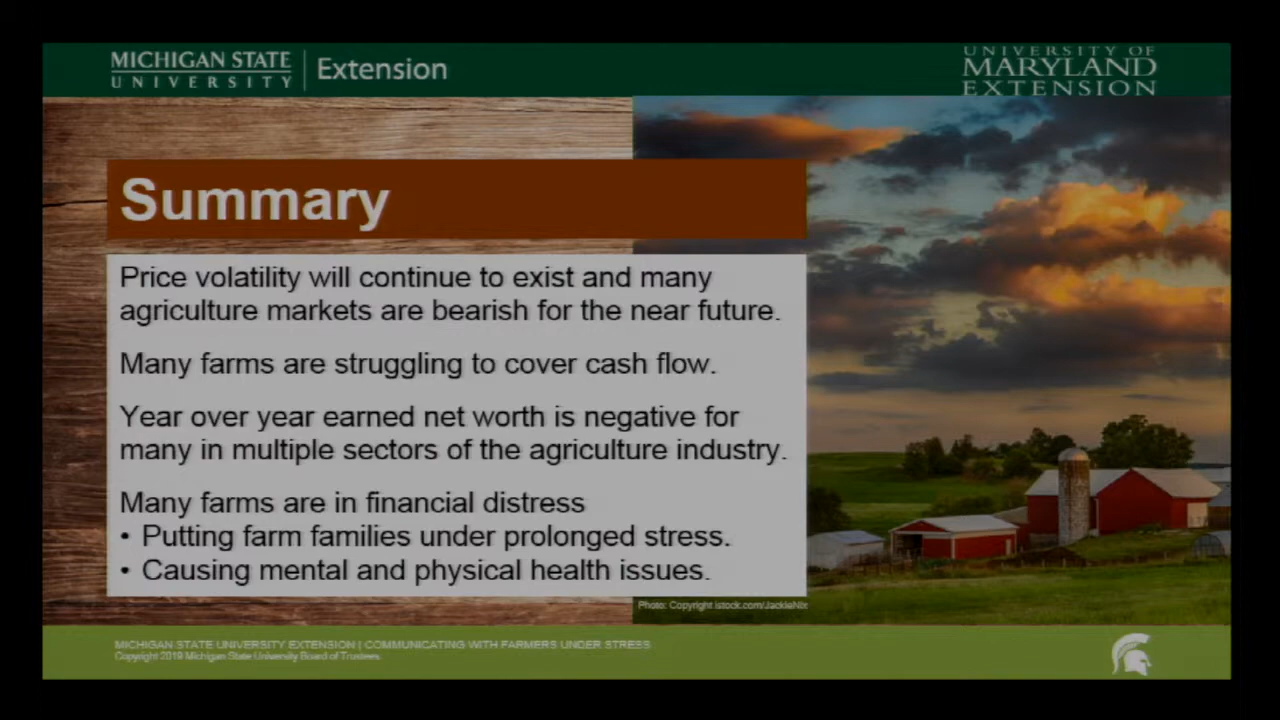 MICHIGAN STATE
UNIVERSITY
Extension
UNIVERSITY OF
MARYLAND
EXTENSION
Summary
Price volatility will continue to exist and many
agriculture markets are bearish for the near future.
Many farms are struggling to cover cash flow.
Year over year earned net worth is negative for
many in multiple sectors of the agriculture industry.
Many farms are in financial distress
• Putting farm families under prolonged stress.
• Causing mental and physical health issues.
Photo: Copyright istock.com/JackieNix
MICHIGAN STATE UNIVERSITY EXTENSION | COMMUNICATING WITH FARMERS UNDER STRESS
Copyright 2019 Michigan State University Board of Trustees.